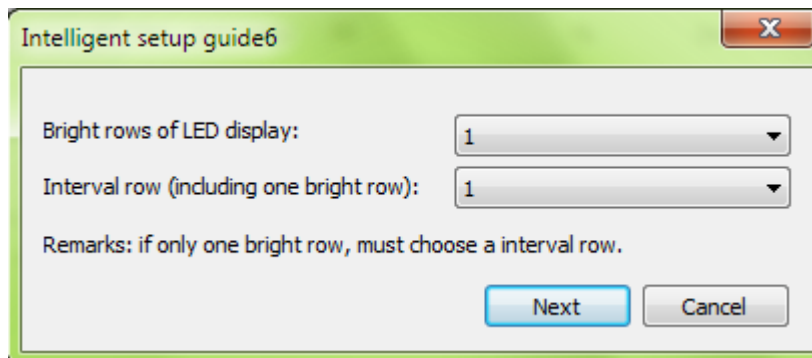 Intelligent setup guide6
Bright rows of LED display:
1
Interval row (including one bright row):
1
Remarks: if only one bright row, must choose a interval row.
Next
Cancel